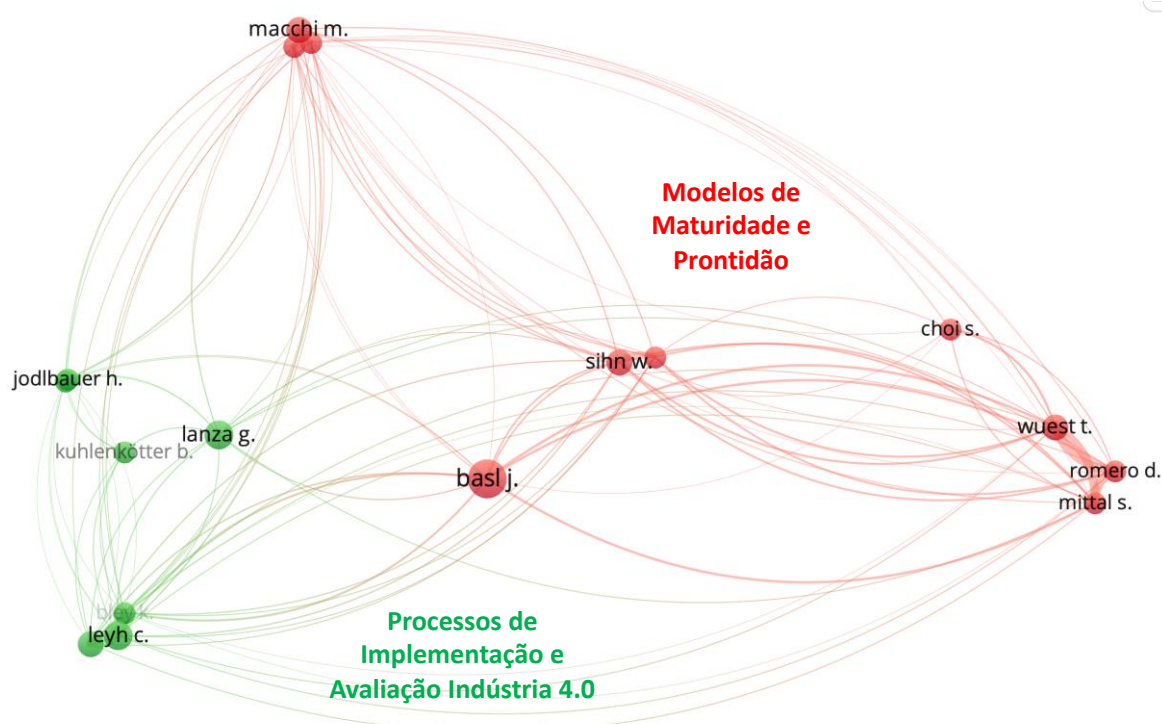 macchi m.
Modelos de
Maturidade e
Prontidão
choi s.
sihn w.
jodlbauer h.
lanza g.
kuhlenkötter b.
wuest t.
basl j.
romero d.
mittal s.
bley k.
leyh c.
Processos de
Implementação e
Avaliação Indústria 4.0